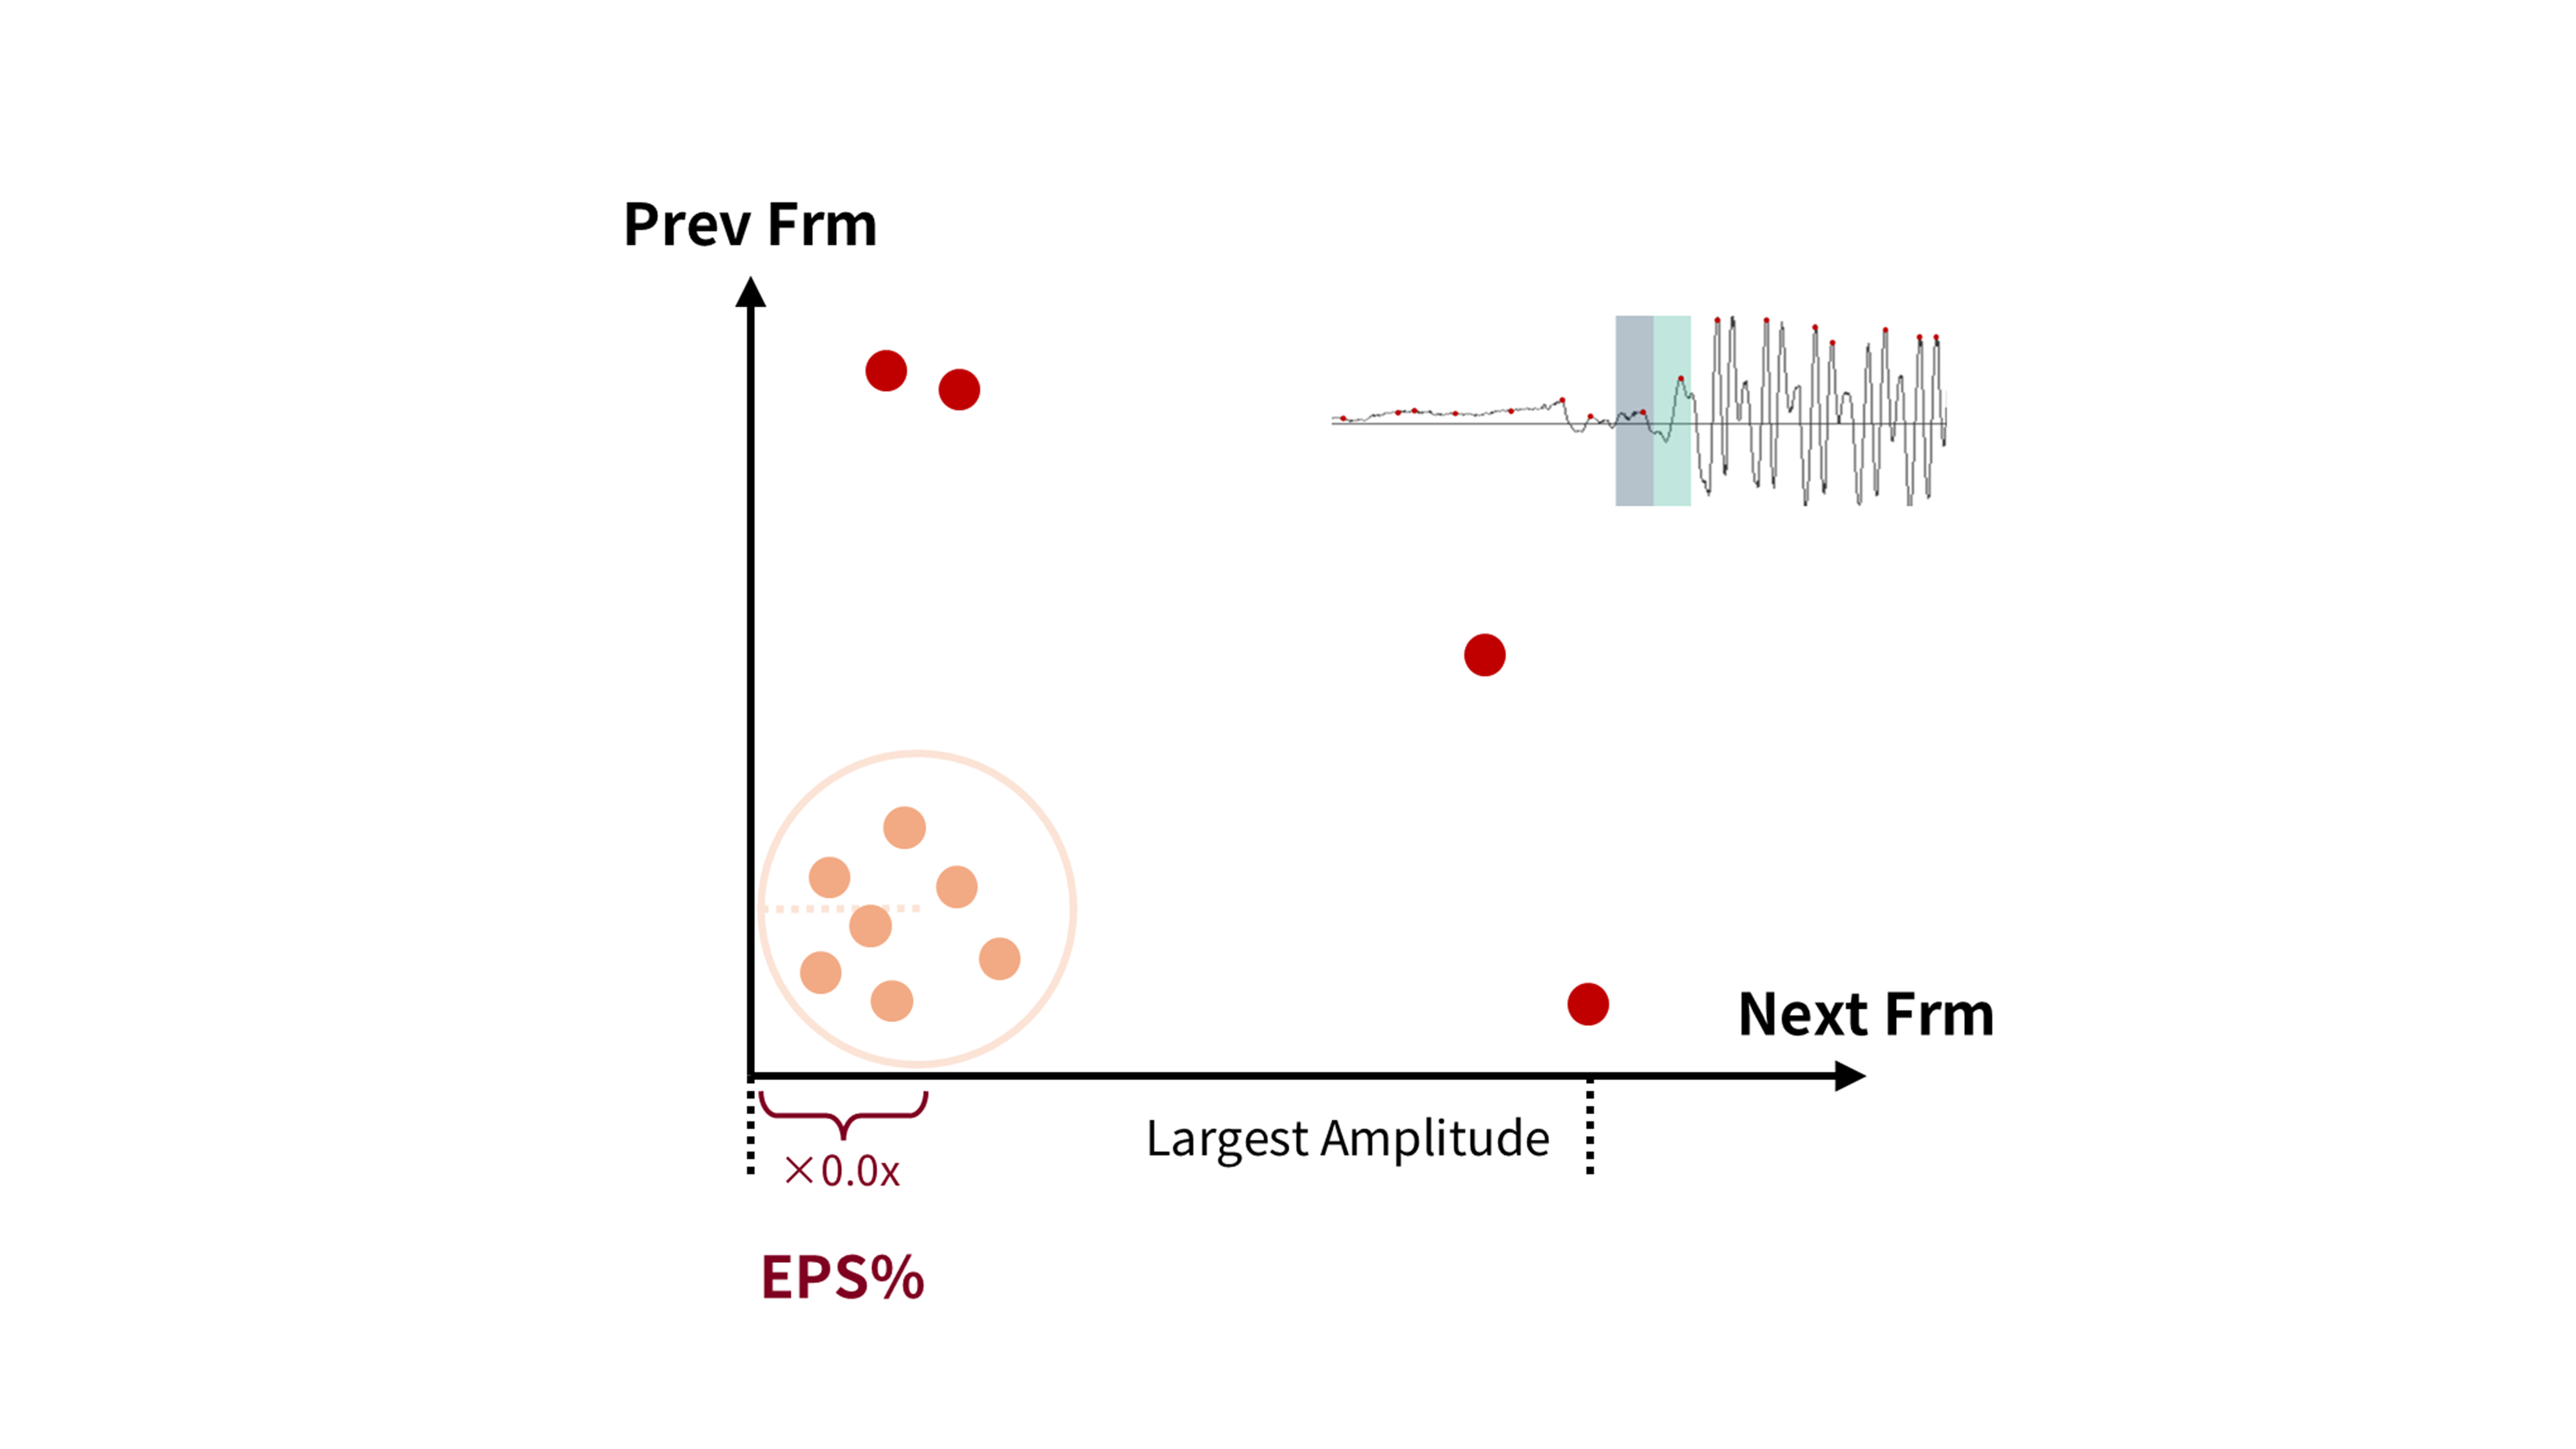 Prev Frm
Next Frm
Largest Amplitude
×0.0x
EPS%